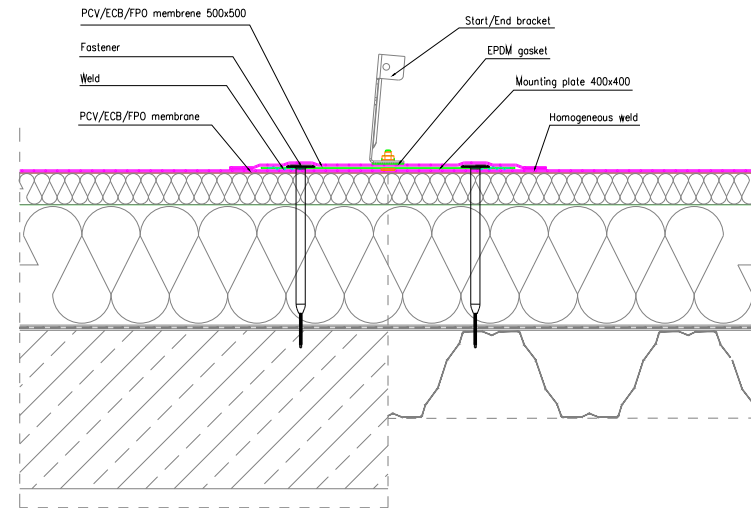 PCV/ECB/FPO membrene 500x500
Fastener
Weld
PCV/ECB/FPO membrane
Start/End bracket
EPDM gasket
Mounting plate 400x400
Homogeneous weld